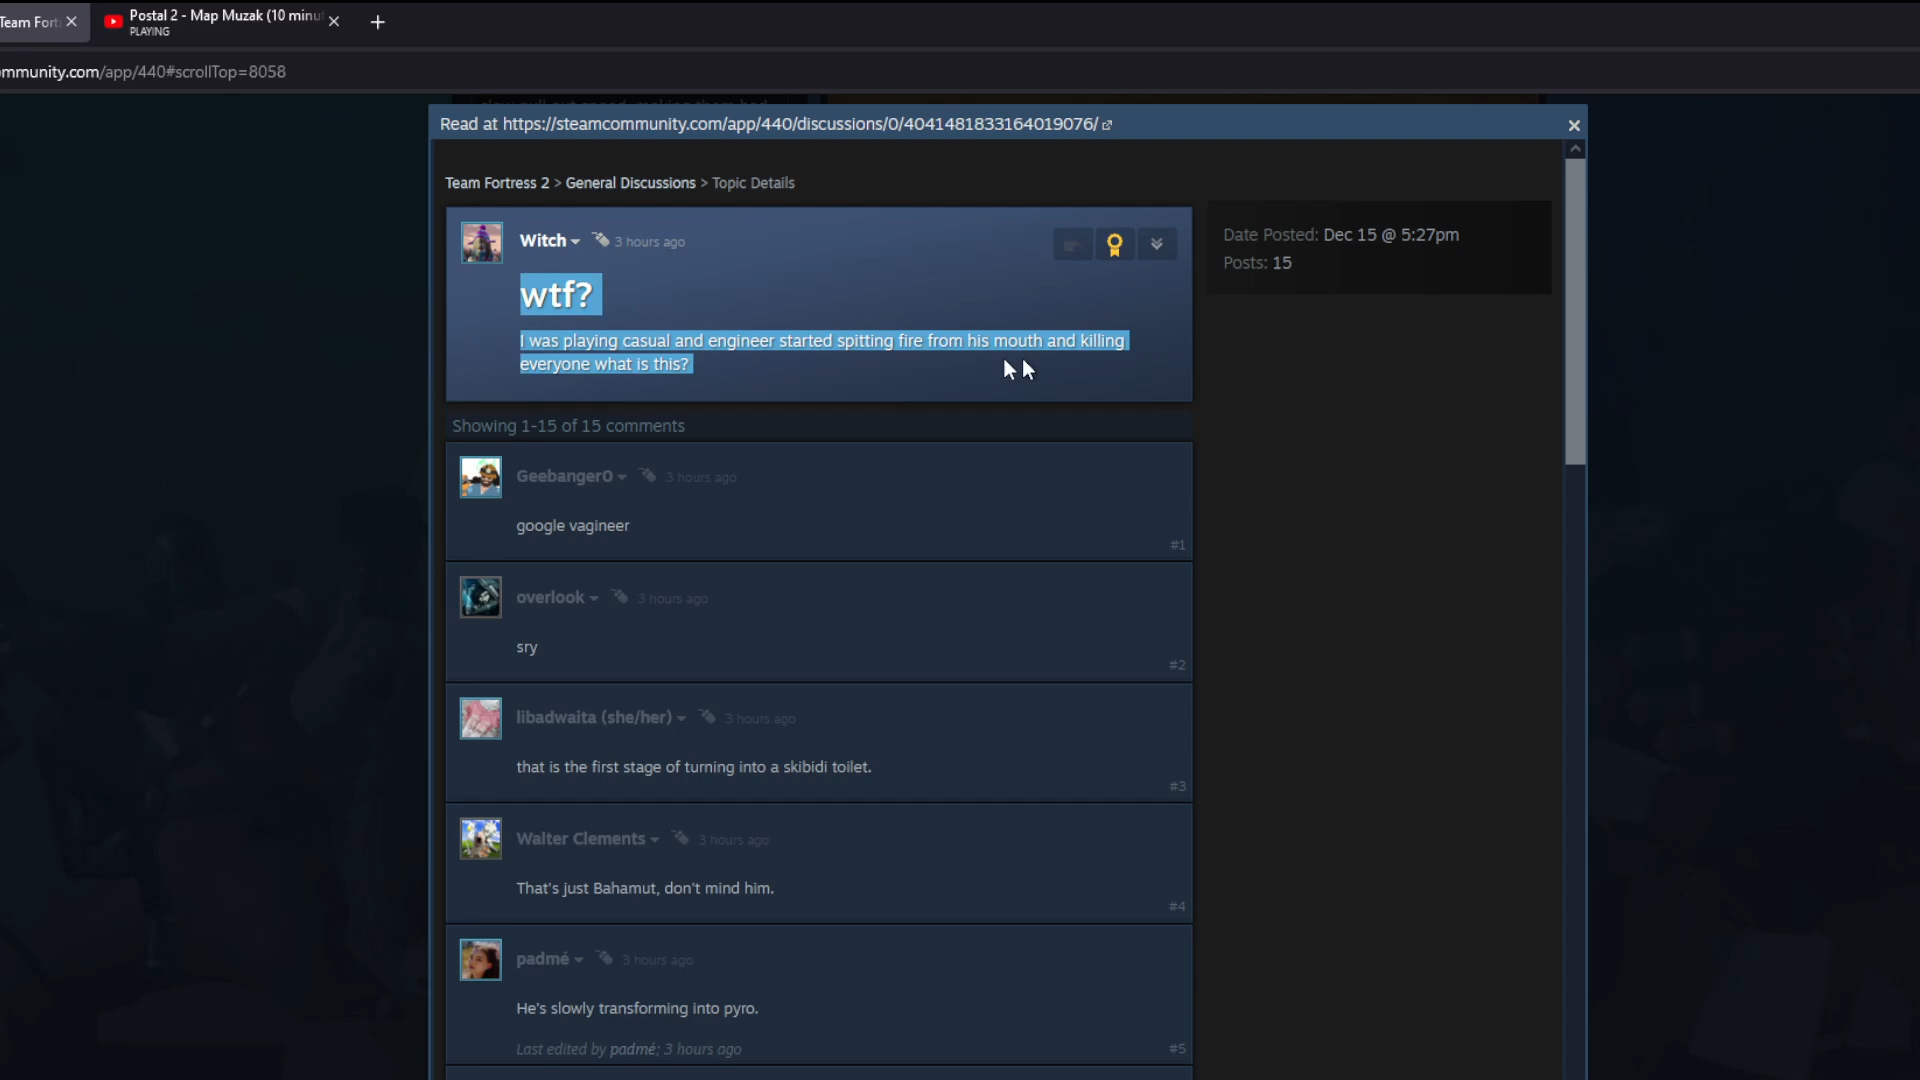 Team Fort
Postal 2 - Map Muzak (10 minu
PLAYING
mmunity.com/app/440#scrollTop=8058
Read at https://steamcommunity.com/app/440/discussions/0/4041481833164019076/
Team Fortress 2 > General Discussions > Topic Details
Witch
3 hours ago
wtf?
I was playing casual and engineer started spitting fire from his mouth and killing
everyone what is this?
Date Posted: Dec 15 @ 5:27pm
Posts: 15
Showing 1-15 of 15 comments
Geebanger0
3 hours ago
google vagineer
#1
overlook
3 hours ago
sry
#2
libadwaita (she/her)
3 hours ago
that is the first stage of turning into a skibidi toilet.
#3
Walter Clements
3 hours ago
That's just Bahamut, don't mind him.
#4
padmé
3 hours ago
He's slowly transforming into pyro.
Last edited by padmé; 3 hours ago
#5